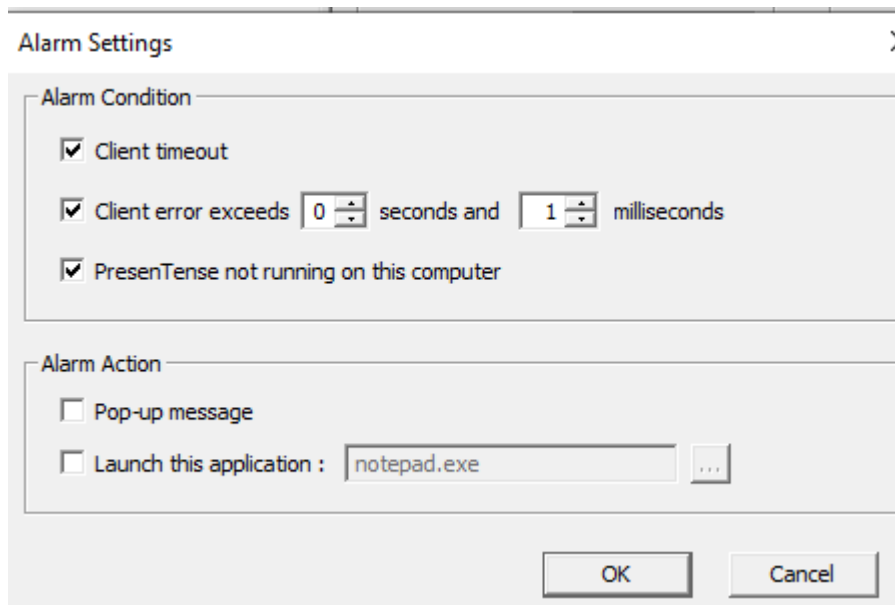 Alarm Settings
Alarm Condition
Client timeout
Client error exceeds 0 seconds and 1 milliseconds
PresenTense not running on this computer
Alarm Action
Pop-up message
Launch this application : notepad.exe ...
OK Cancel